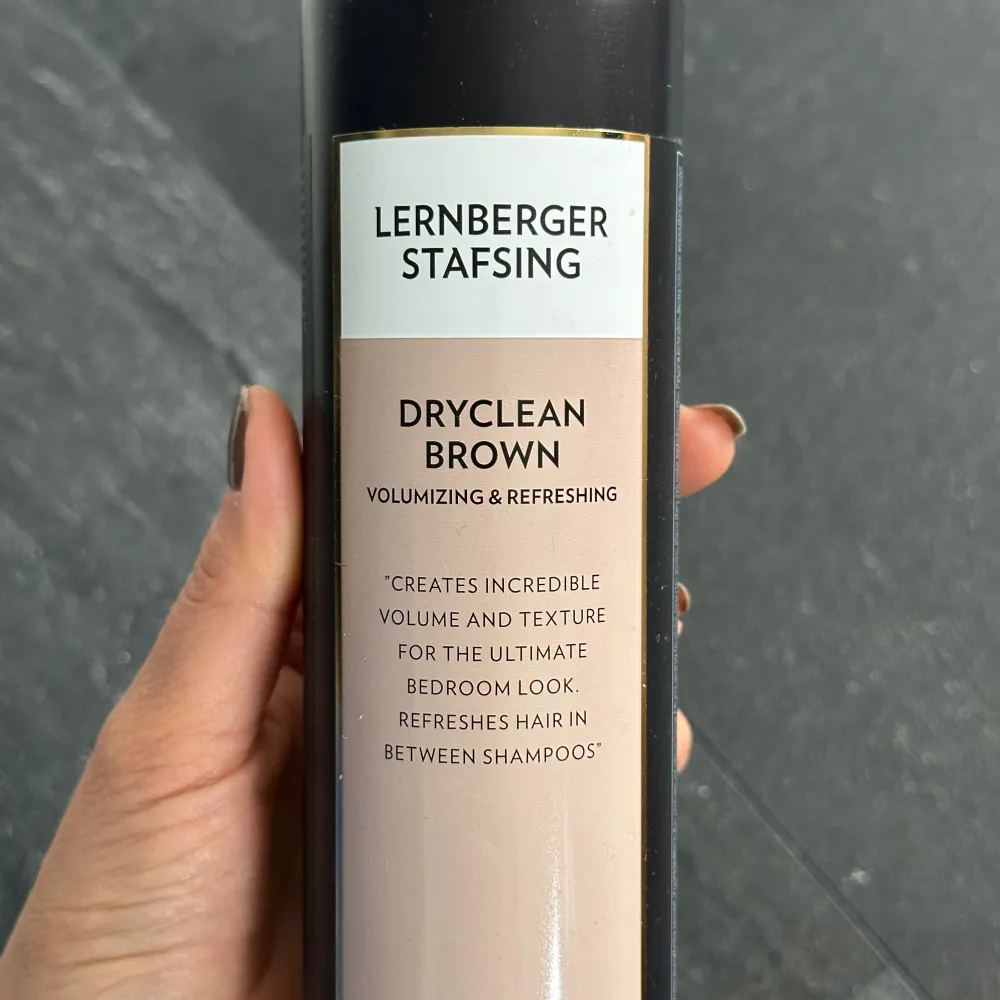 LERNBERGER
STAFSING
DRYCLEAN
BROWN
VOLUMIZING & REFRESHING
"CREATES INCREDIBLE
VOLUME AND TEXTURE
FOR THE ULTIMATE
BEDROOM LOOK.
REFRESHES HAIR IN
BETWEEN SHAMPOOS"